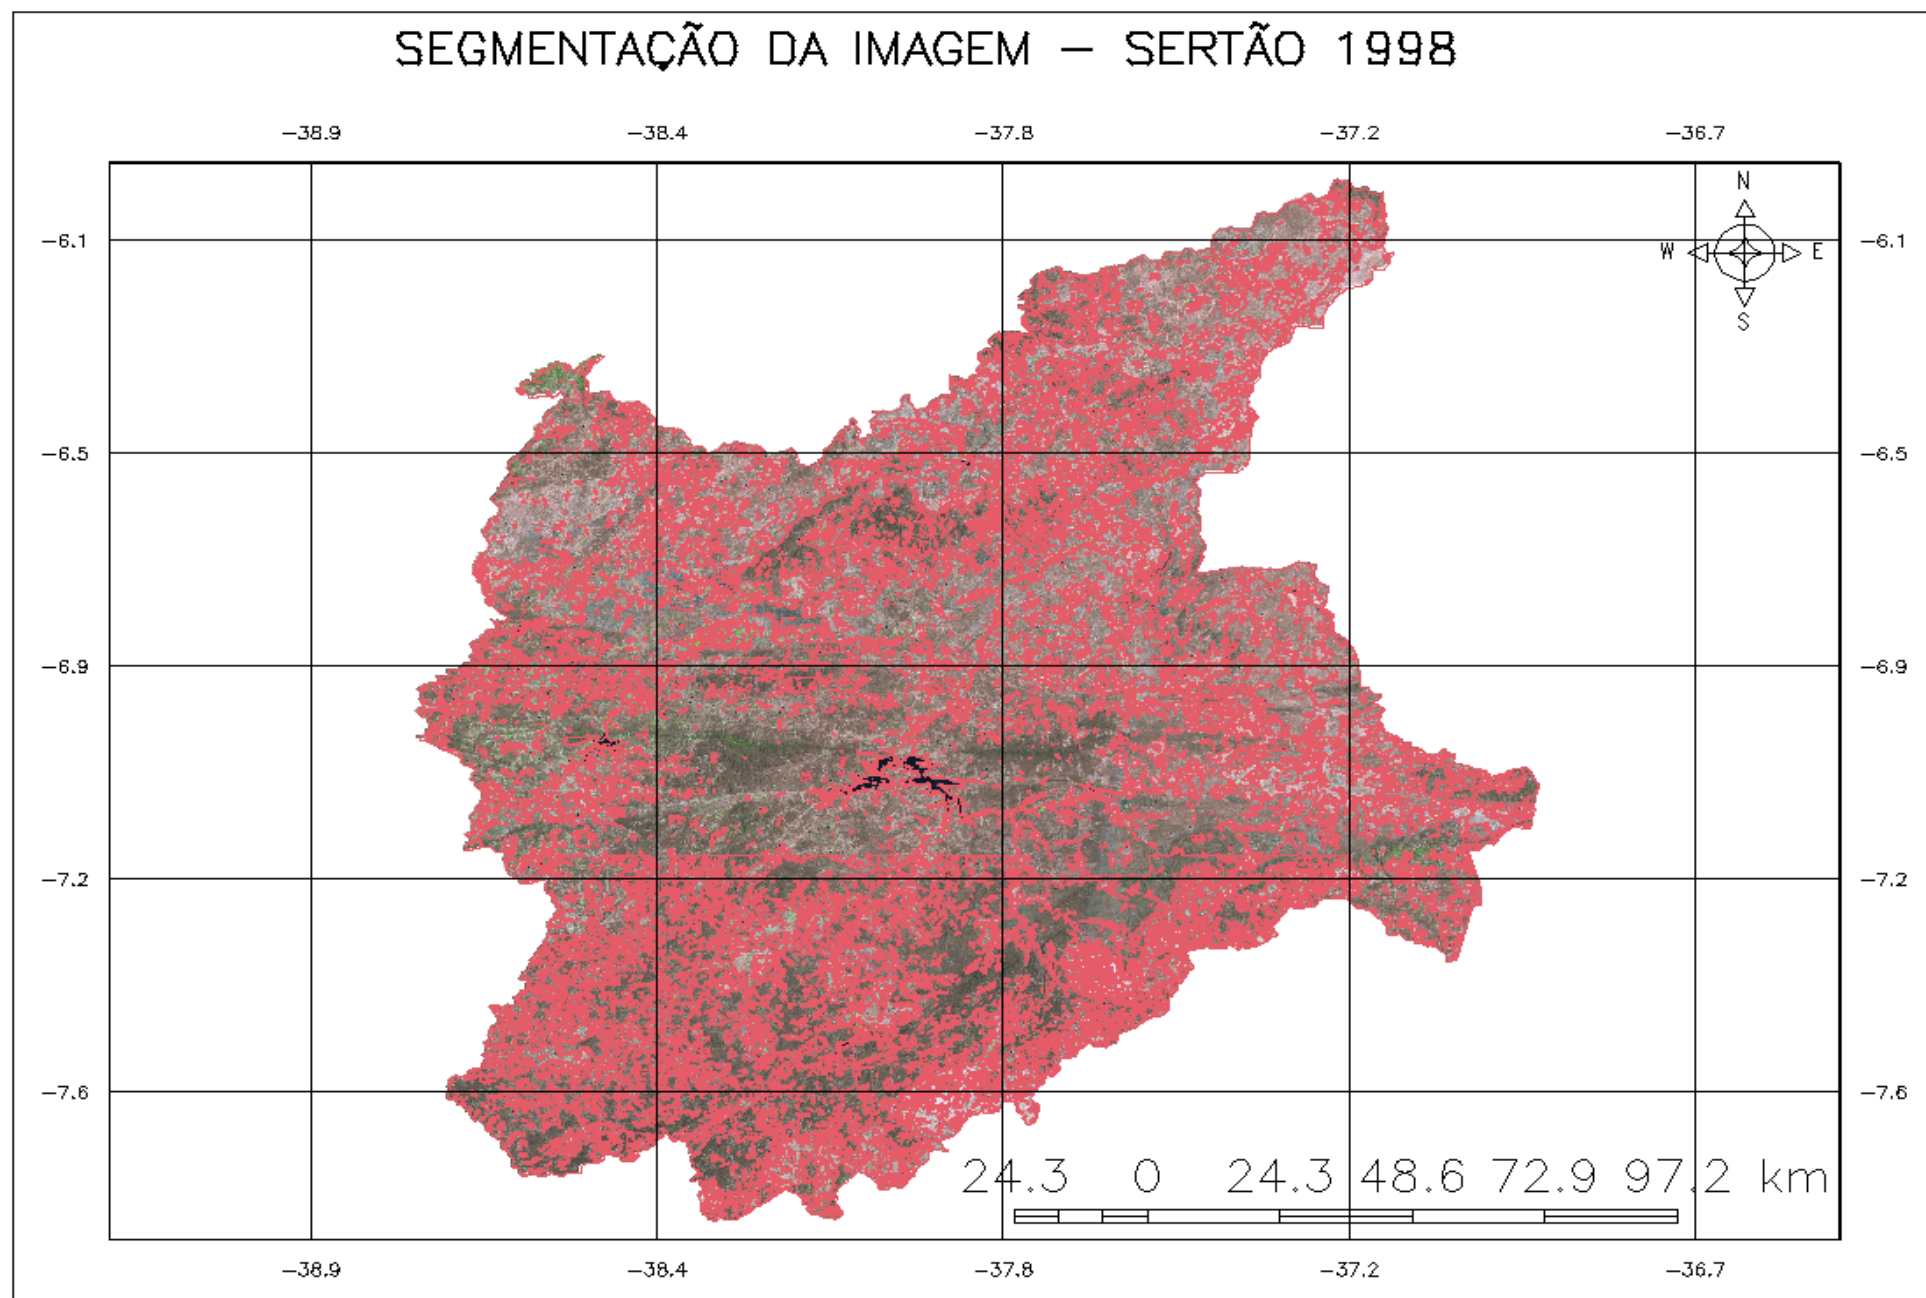 SEGMENTAÇÃO DA IMAGEM – SERTÃO 1998
-38.9 -38.4 -37.8 -37.2 -36.7
N
W E
S
-6.1 -6.1
-6.5 -6.5
-6.9 -6.9
-7.2 -7.2
-7.6 -7.6
24.3 0 24.3 48.6 72.9 97.2 km
-38.9 -38.4 -37.8 -37.2 -36.7